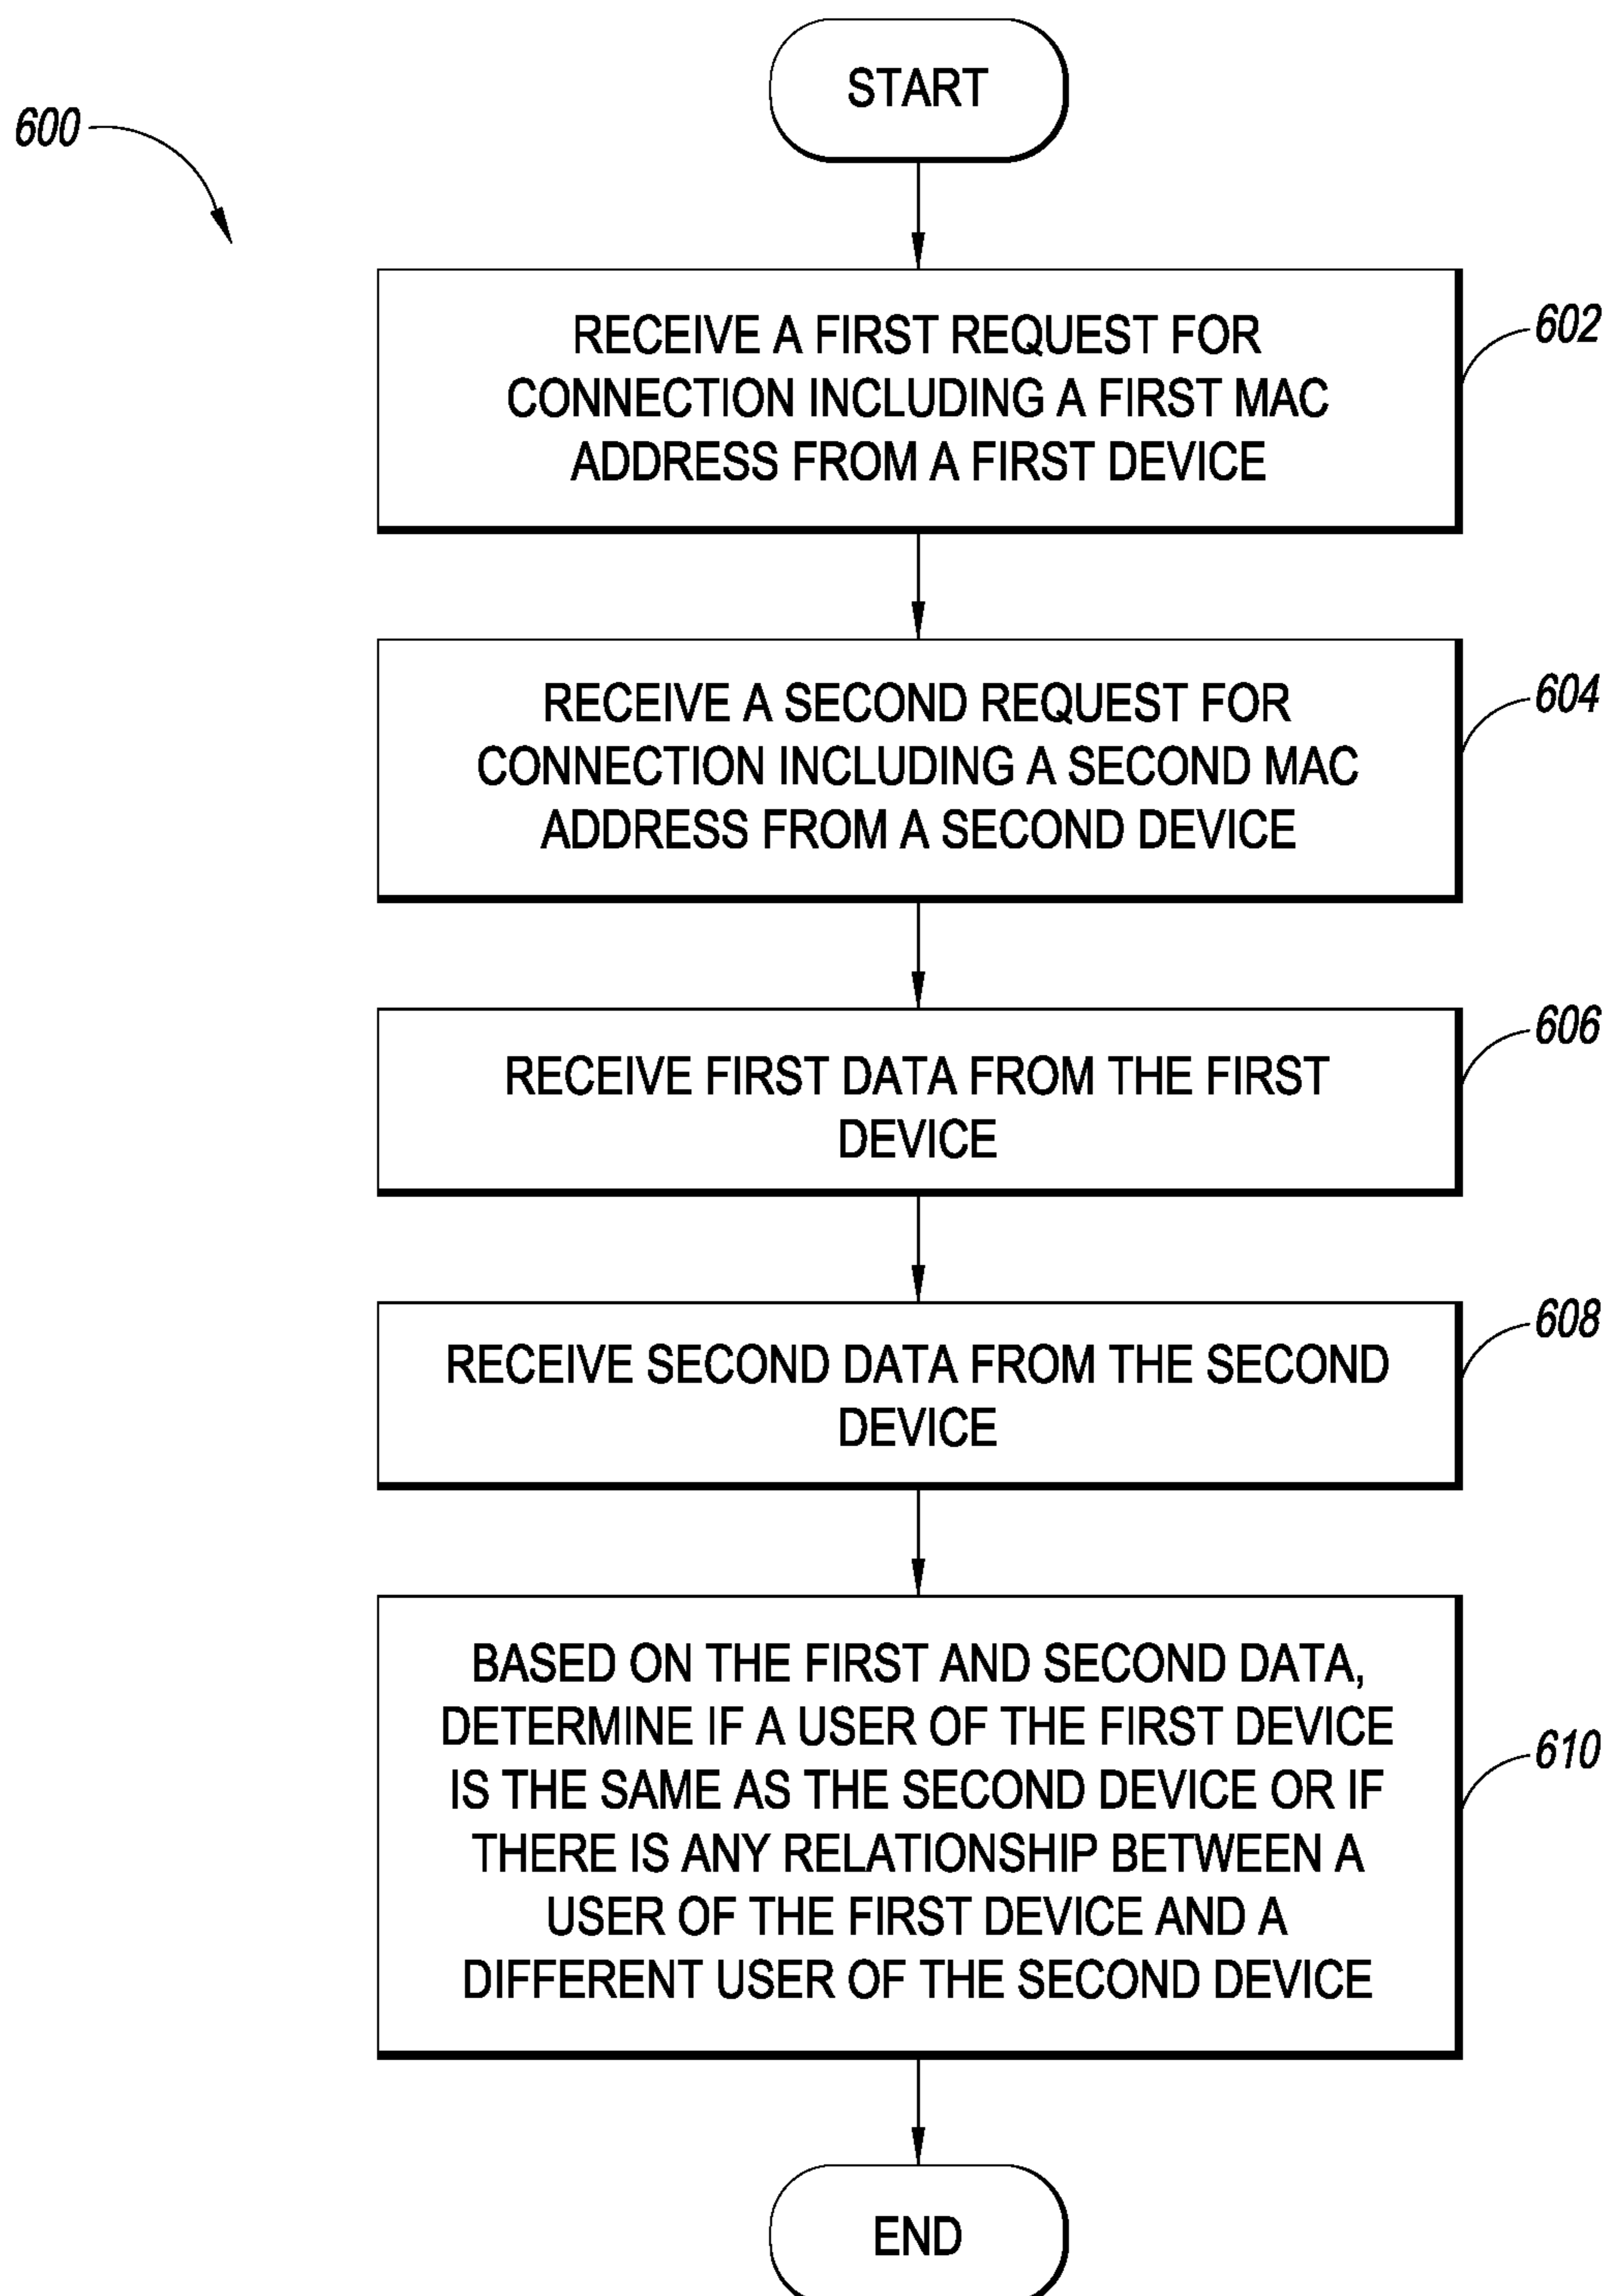 START
600
RECEIVE A FIRST REQUEST FOR
CONNECTION INCLUDING A FIRST MAC
ADDRESS FROM A FIRST DEVICE
602
RECEIVE A SECOND REQUEST FOR
CONNECTION INCLUDING A SECOND MAC
ADDRESS FROM A SECOND DEVICE
604
RECEIVE FIRST DATA FROM THE FIRST
DEVICE
606
RECEIVE SECOND DATA FROM THE SECOND
DEVICE
608
BASED ON THE FIRST AND SECOND DATA,
DETERMINE IF A USER OF THE FIRST DEVICE
IS THE SAME AS THE SECOND DEVICE OR IF
THERE IS ANY RELATIONSHIP BETWEEN A
USER OF THE FIRST DEVICE AND A
DIFFERENT USER OF THE SECOND DEVICE
610
END